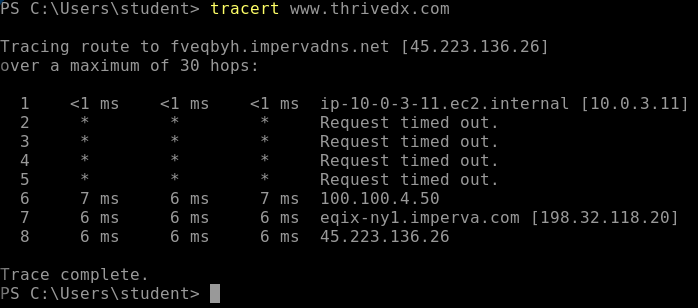 PS C:\Users\student> tracert www.thrivedx.com
Tracing route to fveqbyh.impervadns.net [45.223.136.26]
over a maximum of 30 hops:
1 <1 ms <1 ms <1 ms ip-10-0-3-11.ec2.internal [10.0.3.11]
2 * * * Request timed out.
3 * * * Request timed out.
4 * * * Request timed out.
5 * * * Request timed out.
6 7 ms 6 ms 7 ms 100.100.4.50
7 6 ms 6 ms 6 ms eqix-ny1.imperva.com [198.32.118.20]
8 6 ms 6 ms 6 ms 45.223.136.26
Trace complete.
PS C:\Users\student>